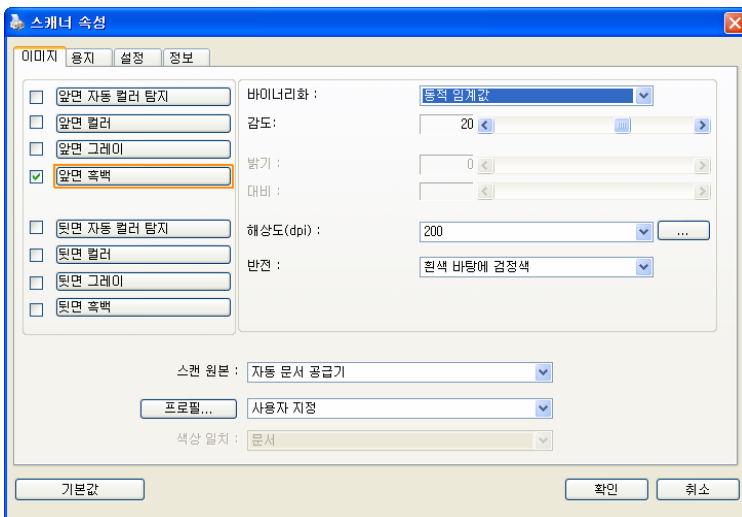 스캐너 속성
이미지 용지 설정 정보
앞면 자동 컬러 탐지
앞면 컬러
앞면 그레이
앞면 흑백
뒷면 자동 컬러 탐지
뒷면 컬러
뒷면 그레이
뒷면 흑백
바이너리화 : 동적 임계값
감도: 20
밝기 : 0
대비 :
해상도(dpi) : 200 ...
반전 : 흰색 바탕에 검정색
스캔 원본 : 자동 문서 공급기
프로필... 사용자 지정
색상 일치 : 문서
기본값 확인 취소